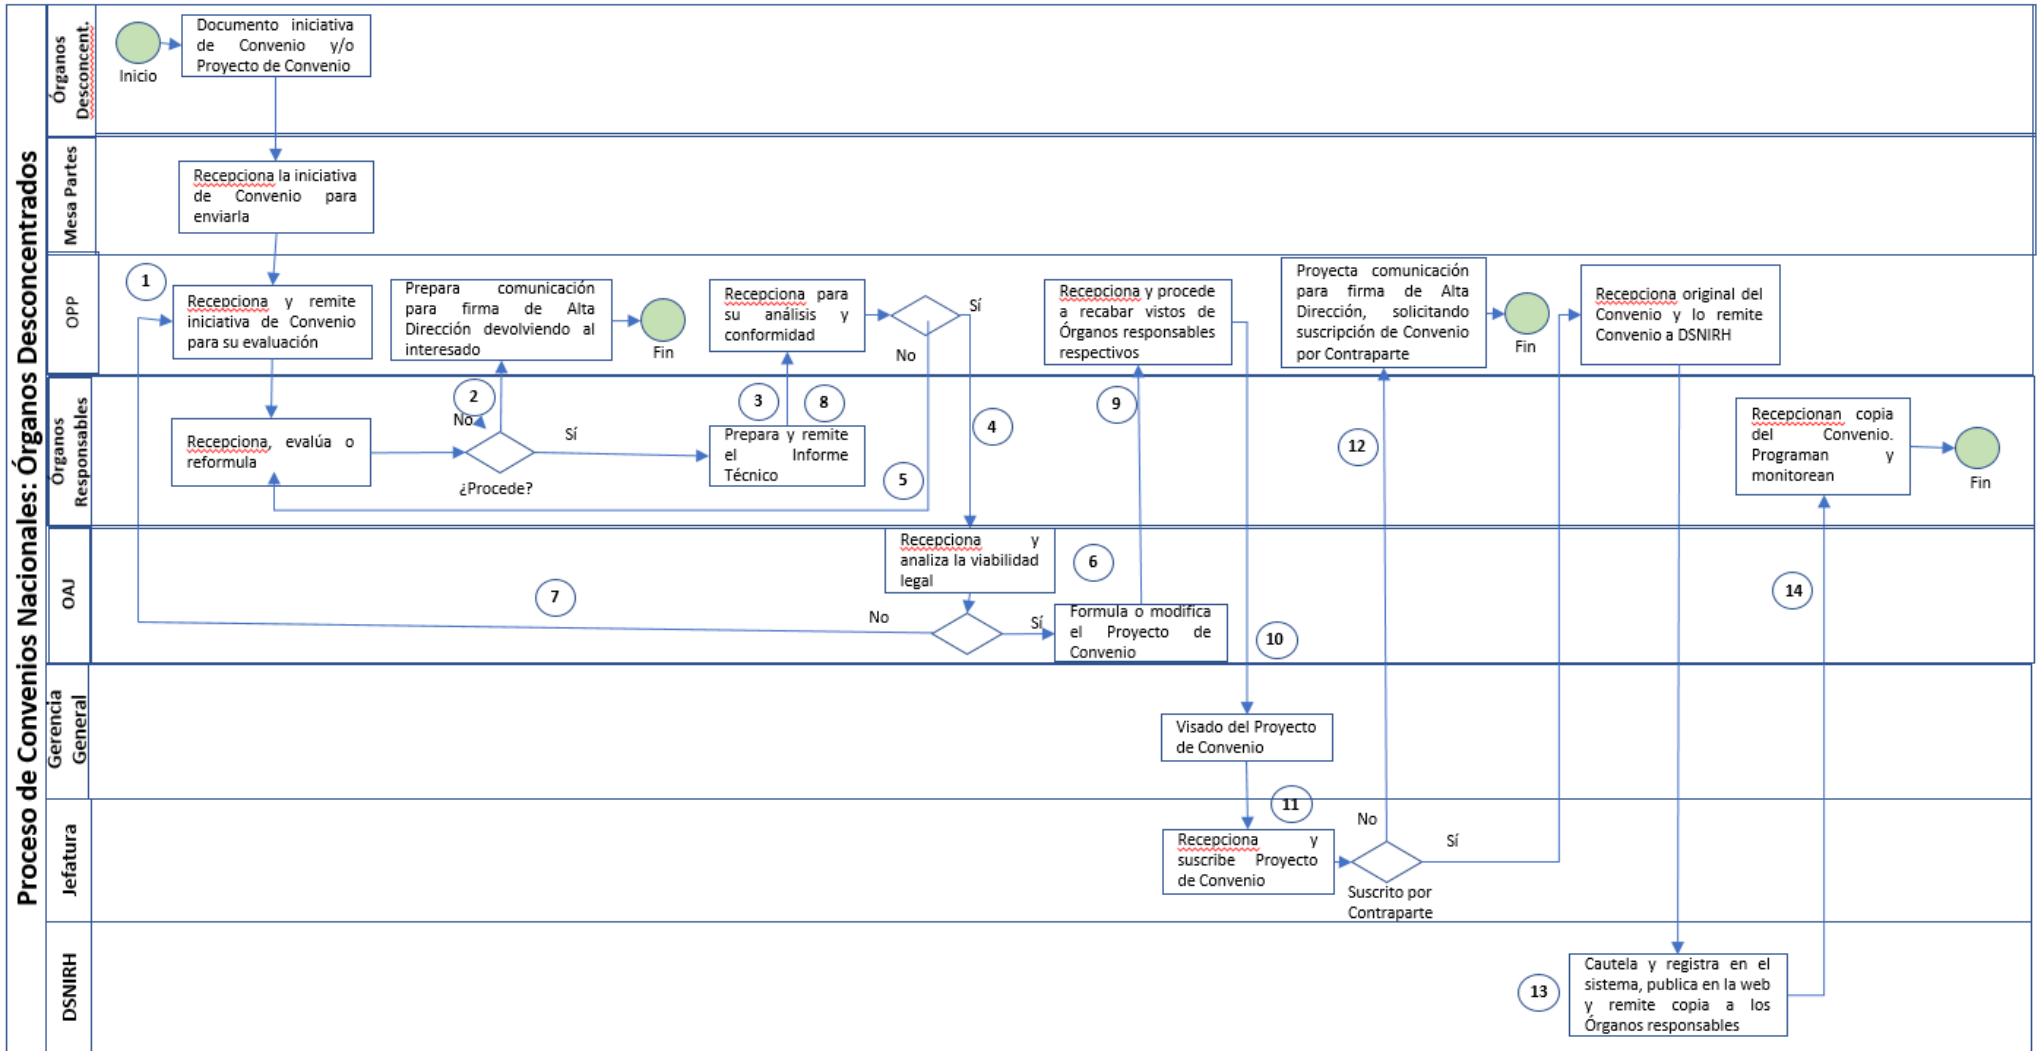 Proceso de Convenios Nacionales: Órganos Desconcentrados
Órganos
Desconcent.
Inicio
Documento iniciativa
de Convenio y/o
Proyecto de Convenio
Mesa Partes
Recepciona la iniciativa
de Convenio para
enviarla
OPP
1
Recepciona y remite
iniciativa de Convenio
para su evaluación
Prepara comunicación
para firma de Alta
Dirección devolviendo al
interesado
Fin
Recepciona para
su análisis y
conformidad
Sí
No
Recepciona y procede
a recabar vistos de
Órganos responsables
respectivos
Proyecta comunicación
para firma de Alta
Dirección, solicitando
suscripción de Convenio
por Contraparte
Fin
Recepciona original del
Convenio y lo remite
Convenio a DSNIRH
Órganos
Responsables
Recepciona, evalúa o
reformula
2
No
¿Procede?
Sí
3
8
Prepara y remite
el Informe
Técnico
5
4
9
12
Recepcionan copia
del Convenio.
Programan y
monitorean
Fin
OAJ
7
Recepciona y
analiza la viabilidad
legal
6
No
Sí
Formula o modifica
el Proyecto de
Convenio
10
14
Gerencia
General
Visado del Proyecto
de Convenio
Jefatura
11
Recepciona y
suscribe Proyecto
de Convenio
No
Sí
Suscrito por
Contraparte
DSNIRH
13
Cautela y registra en el
sistema, publica en la web
y remite copia a los
Órganos responsables